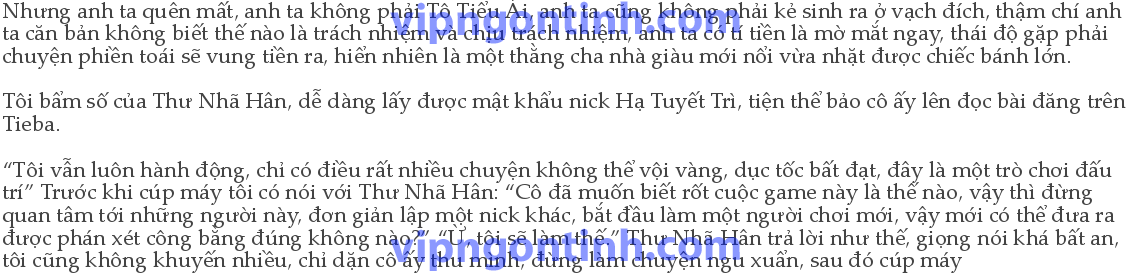 Nhưng anh ta quên mất, anh ta không phải Tô Tiểu Ái, anh ta cũng không phải kẻ sinh ra ở vạch đích, thậm chí anh
ta căn bản không biết thế nào là trách nhiệm và chịu trách nhiệm, anh ta có tí tiền là mờ mắt ngay, thái độ gặp phải
chuyện phiền toái sẽ vung tiền ra, hiển nhiên là một thằng cha nhà giàu mới nổi vừa nhặt được chiếc bánh lớn.
vipngontinh.com
Tôi bẩm số của Thư Nhã Hân, dễ dàng lấy được mật khẩu nick Hạ Tuyết Trì, tiện thể bảo cô ấy lên đọc bài đăng trên
Tieba.
“Tôi vẫn luôn hành động, chỉ có điều rất nhiều chuyện không thể vội vàng, dục tốc bất đạt, đây là một trò chơi đấu
trí” Trước khi cúp máy tôi có nói với Thư Nhã Hân: “Cô đã muốn biết rốt cuộc game này là thế nào, vậy thì đừng
quan tâm tới những người này, đơn giản lập một nick khác, bắt đầu làm một người chơi mới, vậy mới có thể đưa ra
được phán xét công bằng đúng không nào?” “Ừ, tôi sẽ làm thế.” Thư Nhã Hân trả lời như thế, giọng nói khá bất an,
tôi cũng không khuyến nhiều, chỉ dặn cô ấy thư mình, đừng làm chuyện ngu xuẩn, sau đó cúp máy
vipngontinh.com